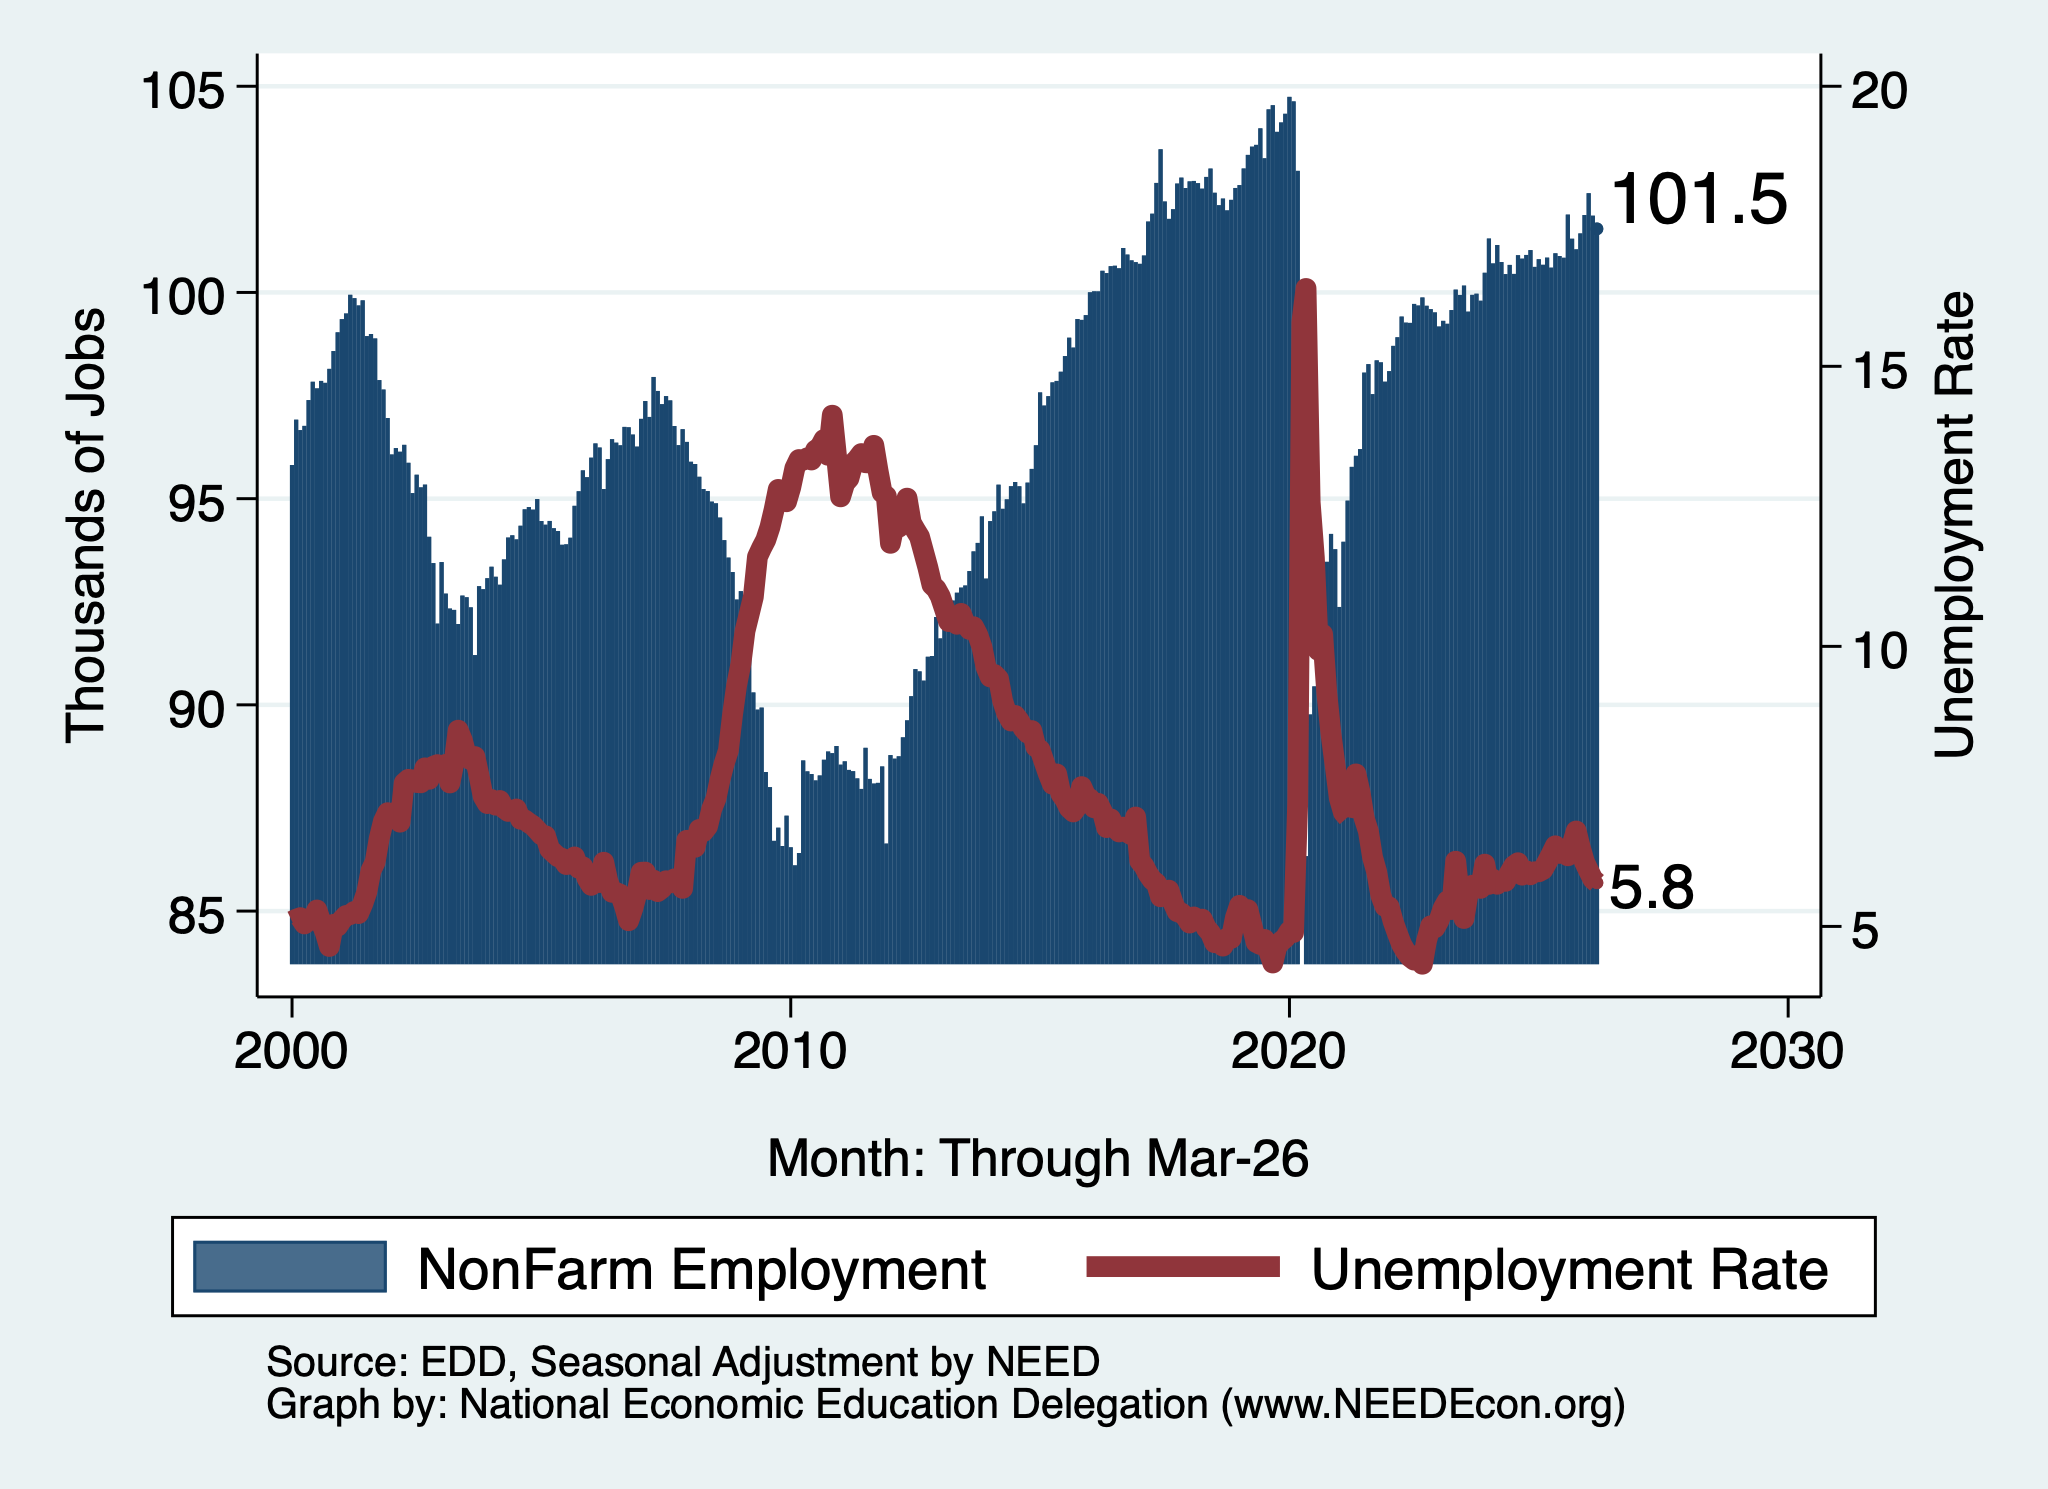 105
100
95
90
85
Thousands of Jobs
20
15
10
5
Unemployment Rate
101.5
5.8
2000 2010 2020 2030
Month: Through Mar-26
NonFarm Employment Unemployment Rate
Source: EDD, Seasonal Adjustment by NEED
Graph by: National Economic Education Delegation (www.NEEDEcon.org)